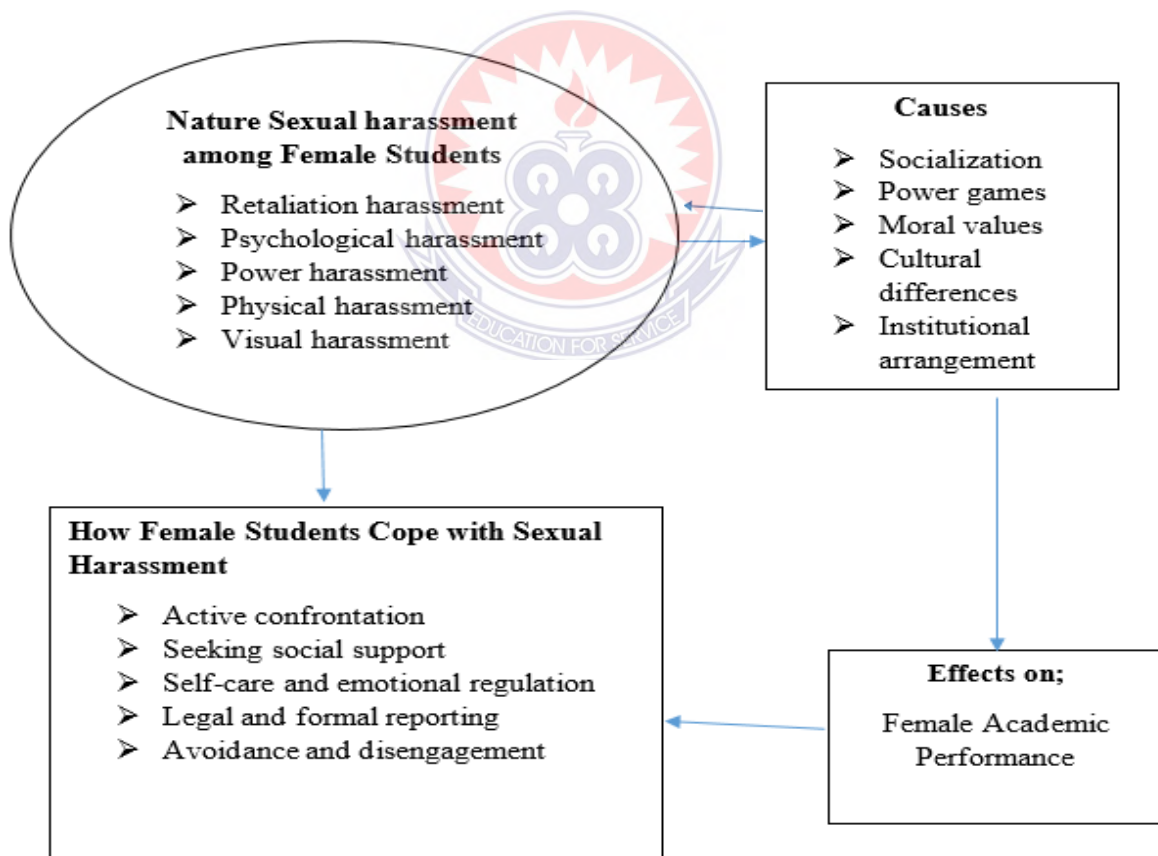 Nature Sexual harassment
among Female Students
➢ Retaliation harassment
➢ Psychological harassment
➢ Power harassment
➢ Physical harassment
➢ Visual harassment
EDUCATION FOR SERVICE
Causes
➢ Socialization
➢ Power games
➢ Moral values
➢ Cultural
differences
➢ Institutional
arrangement
How Female Students Cope with Sexual
Harassment
➢ Active confrontation
➢ Seeking social support
➢ Self-care and emotional regulation
➢ Legal and formal reporting
➢ Avoidance and disengagement
Effects on;
Female Academic
Performance